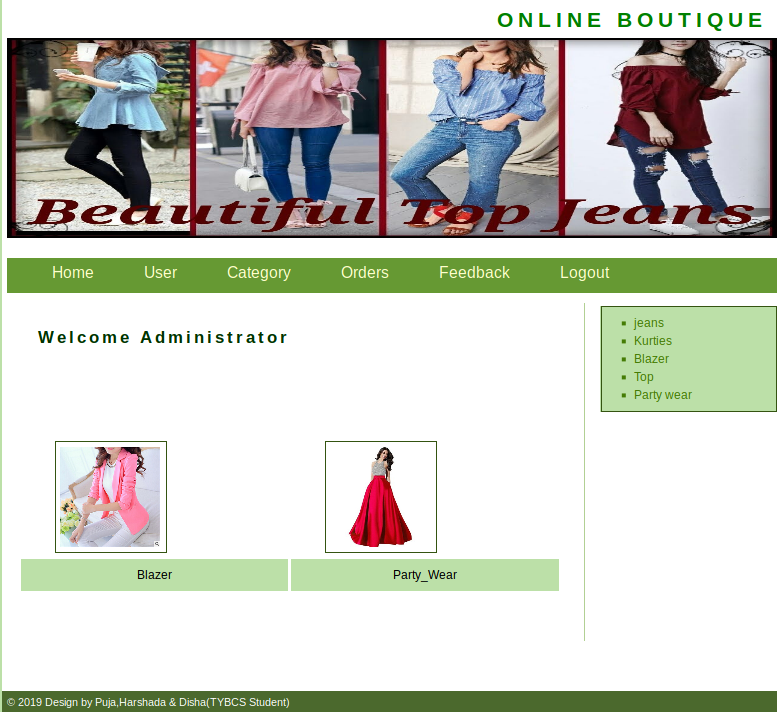 ONLINE BOUTIQUE
Beautiful Top Jeans
Home User Category Orders Feedback Logout
Welcome Administrator
jeans
Kurties
Blazer
Top
Party wear
Blazer Party_Wear
© 2019 Design by Puja,Harshada & Disha(TYBCS Student)